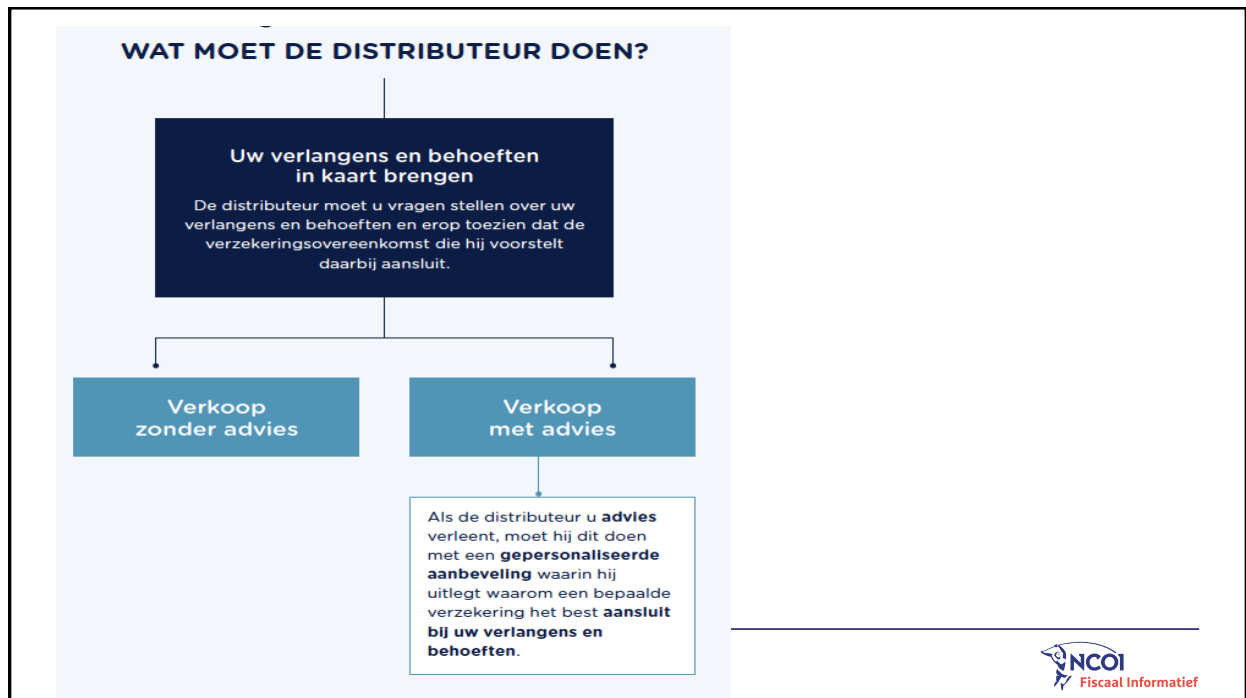 WAT MOET DE DISTRIBUTEUR DOEN?
Uw verlangens en behoeften
in kaart brengen
De distributeur moet u vragen stellen over uw
verlangens en behoeften en erop toezien dat de
verzekeringsovereenkomst die hij voorstelt
daarbij aansluit.
Verkoop
zonder advies
Verkoop
met advies
Als de distributeur u advies
verleent, moet hij dit doen
met een gepersonaliseerde
aanbeveling waarin hij
uitlegt waarom een bepaalde
verzekering het best aansluit
bij uw verlangens en
behoeften.
NCOI
Fiscaal Informatief